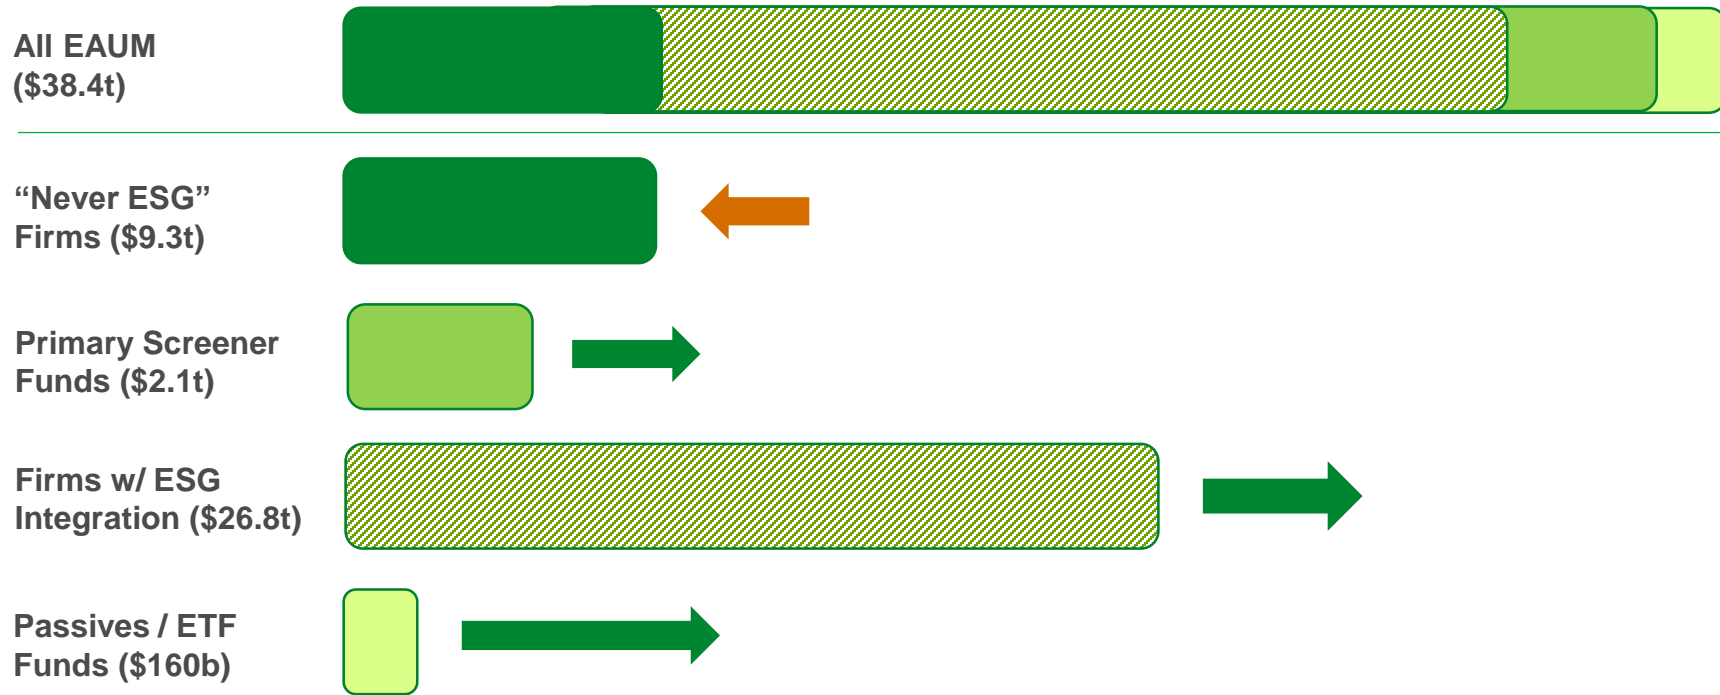 All EAUM
($38.4t)
“Never ESG”
Firms ($9.3t)
Primary Screener
Funds ($2.1t)
Firms w/ ESG
Integration ($26.8t)
Passives / ETF
Funds ($160b)